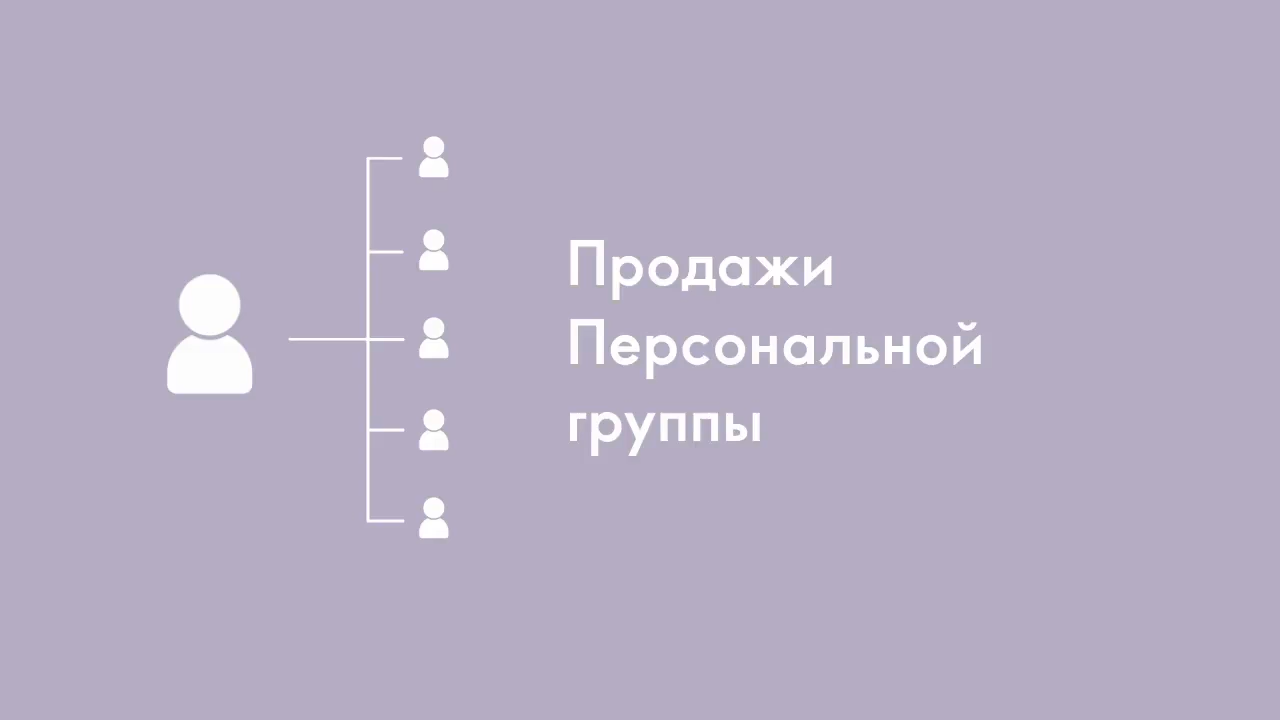 Продажи
Персональной
группы